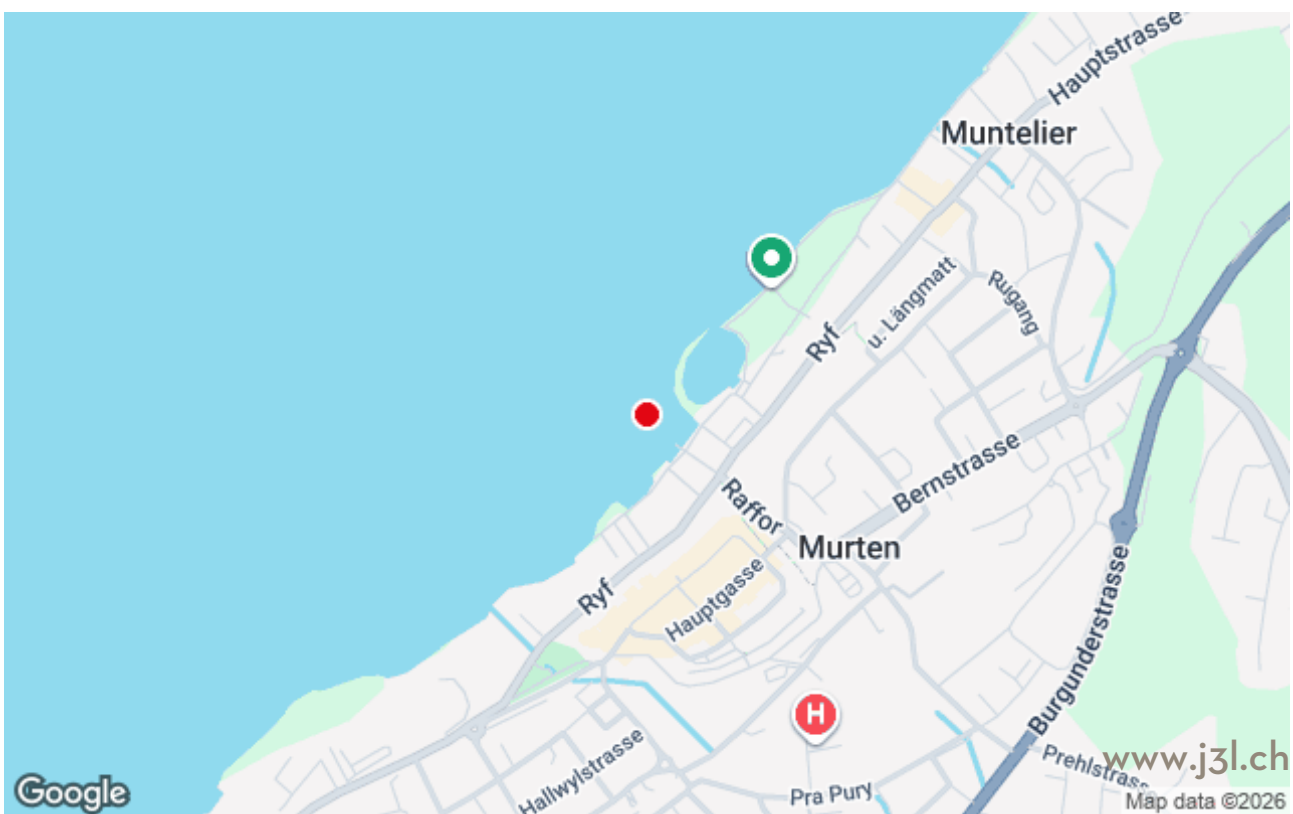 Hauptstrasse
Muntelier
u. Längmatt
Rugang
Ryf
Bernstrasse
Raffor
Murten
Hauptgasse
Ryf
Burgunderstrasse
H
Hallwylstrasse
Prehlstrass
www.j3l.ch
Pra Pury
Google
Map data ©2026